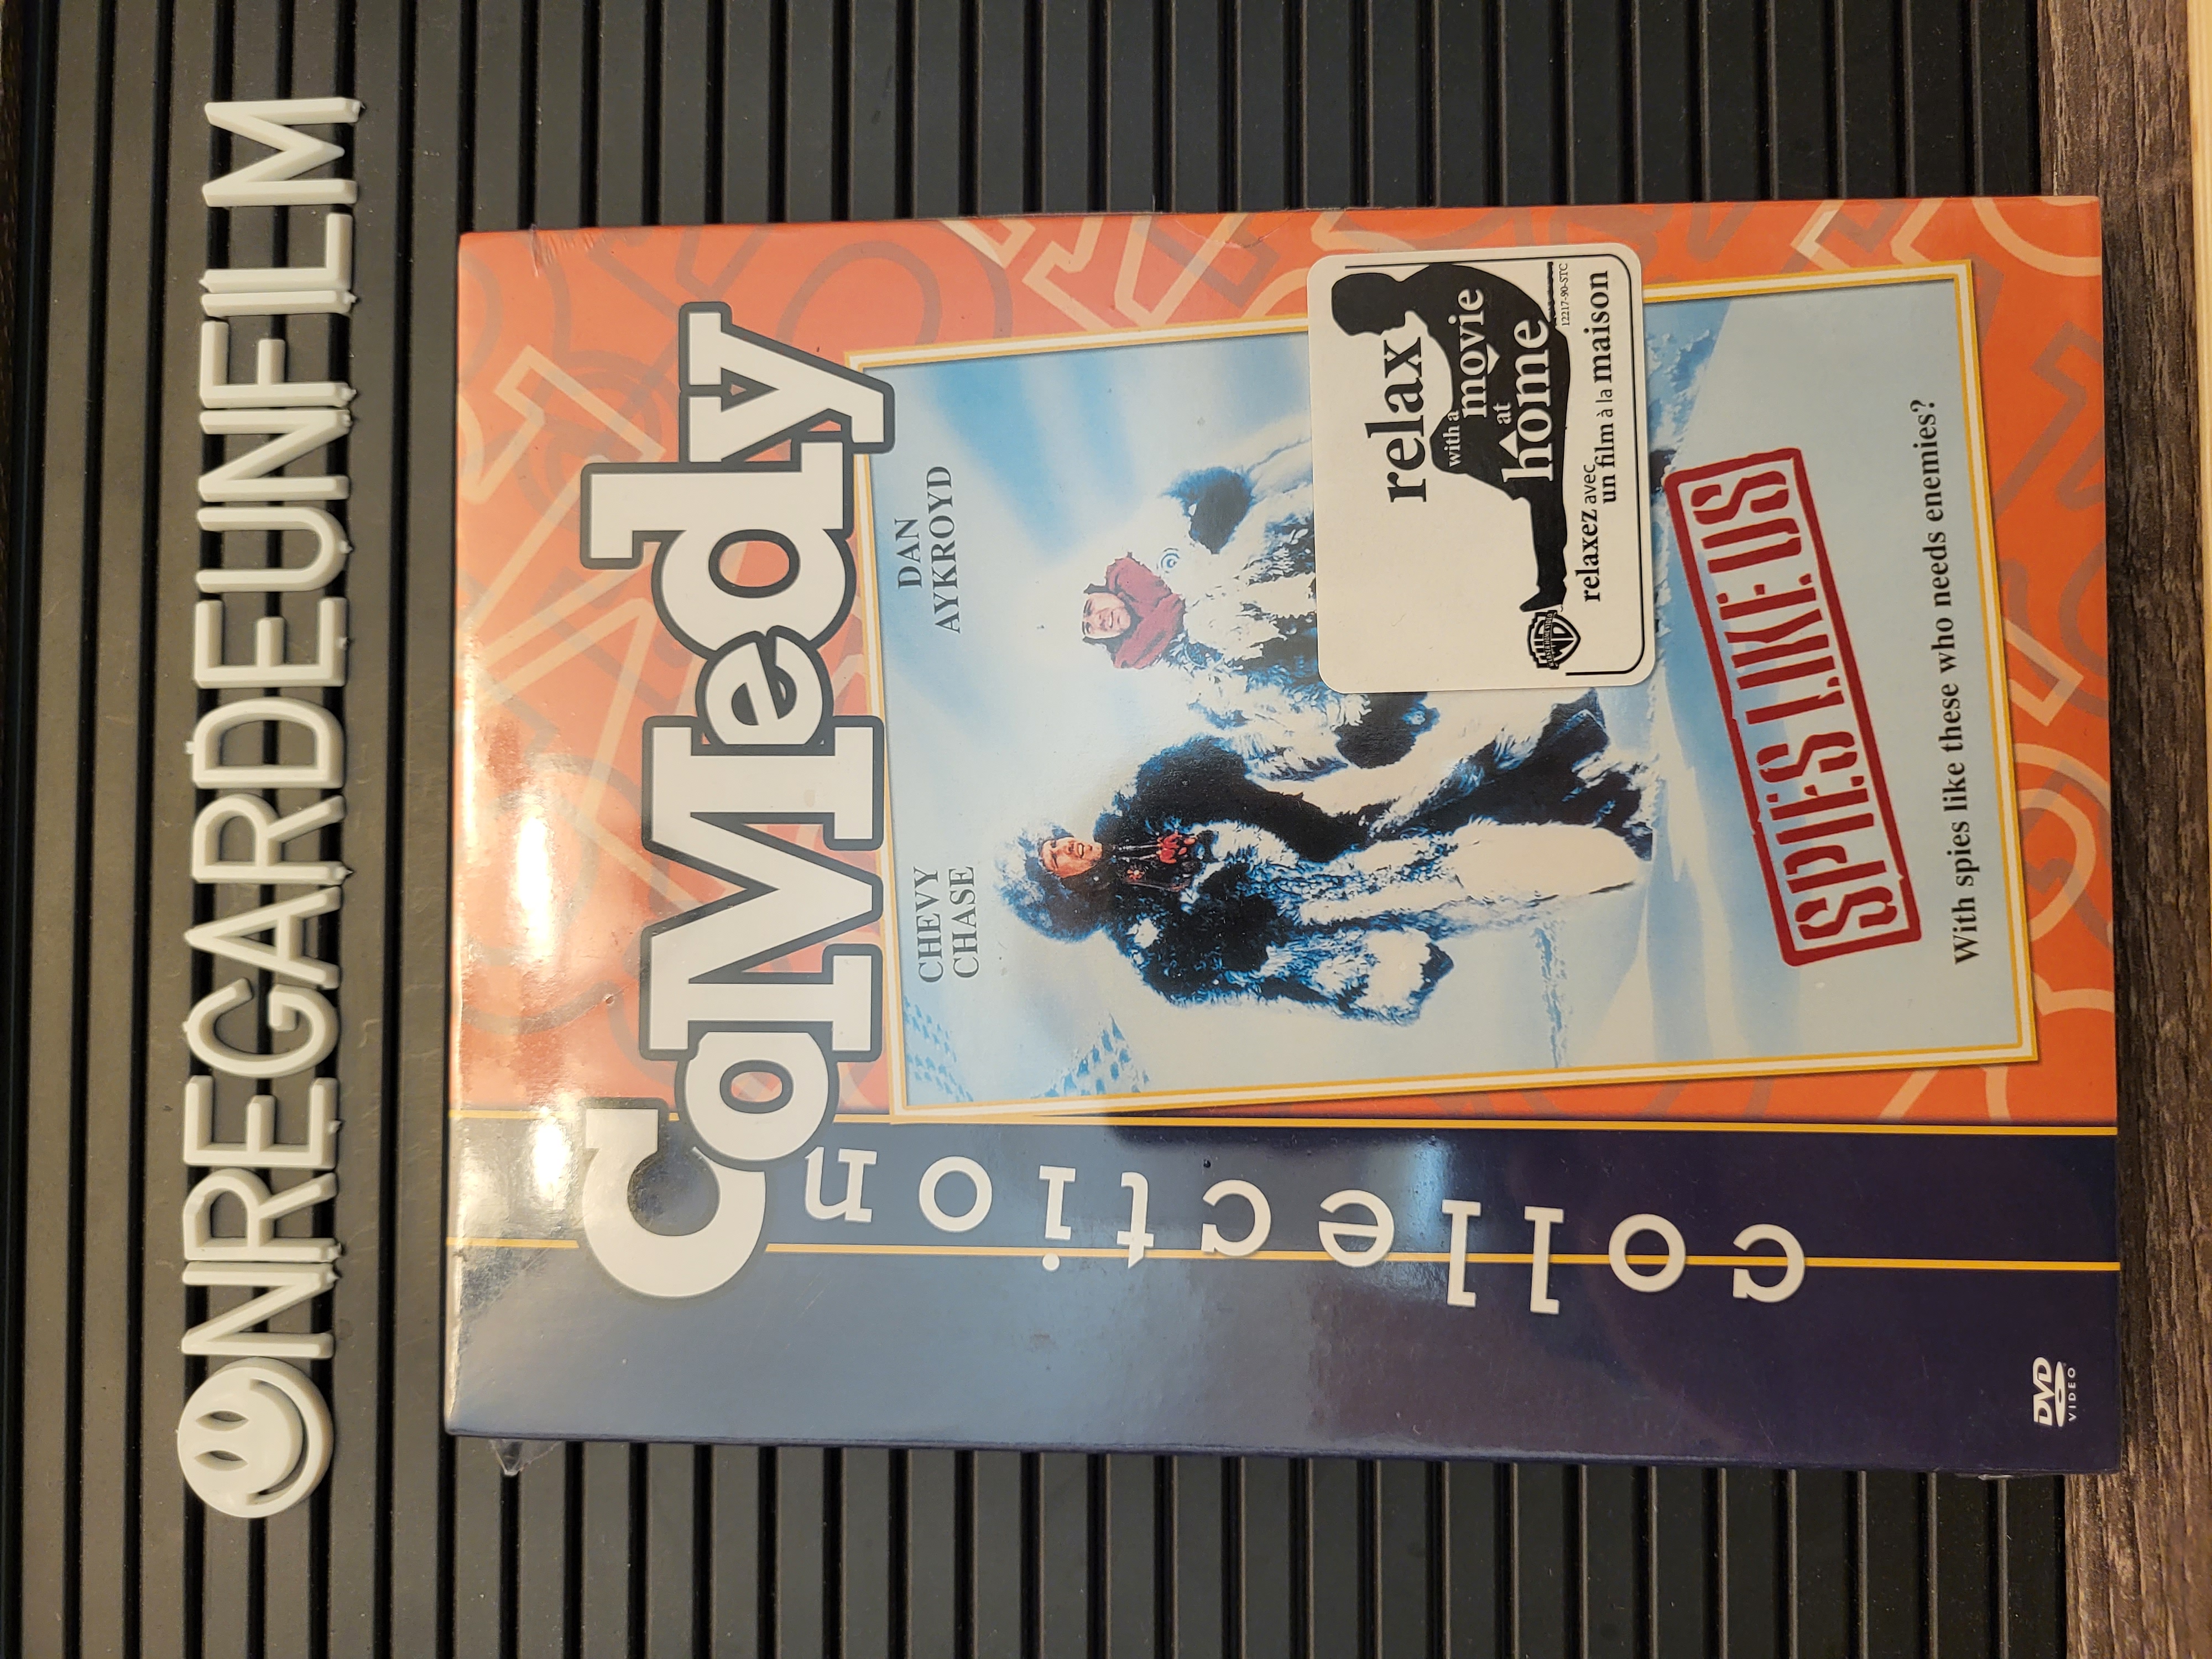 ONREGARDEUNFILM
CoMedy
collection
CHEVY
CHASE
DAN
AYKROYD
relax
with a
movie
at
home
12217-90-STC
relaxez avec
un film à la maison
SPIES LIKE US
With spies like these who needs enemies?
DVD
VIDEO